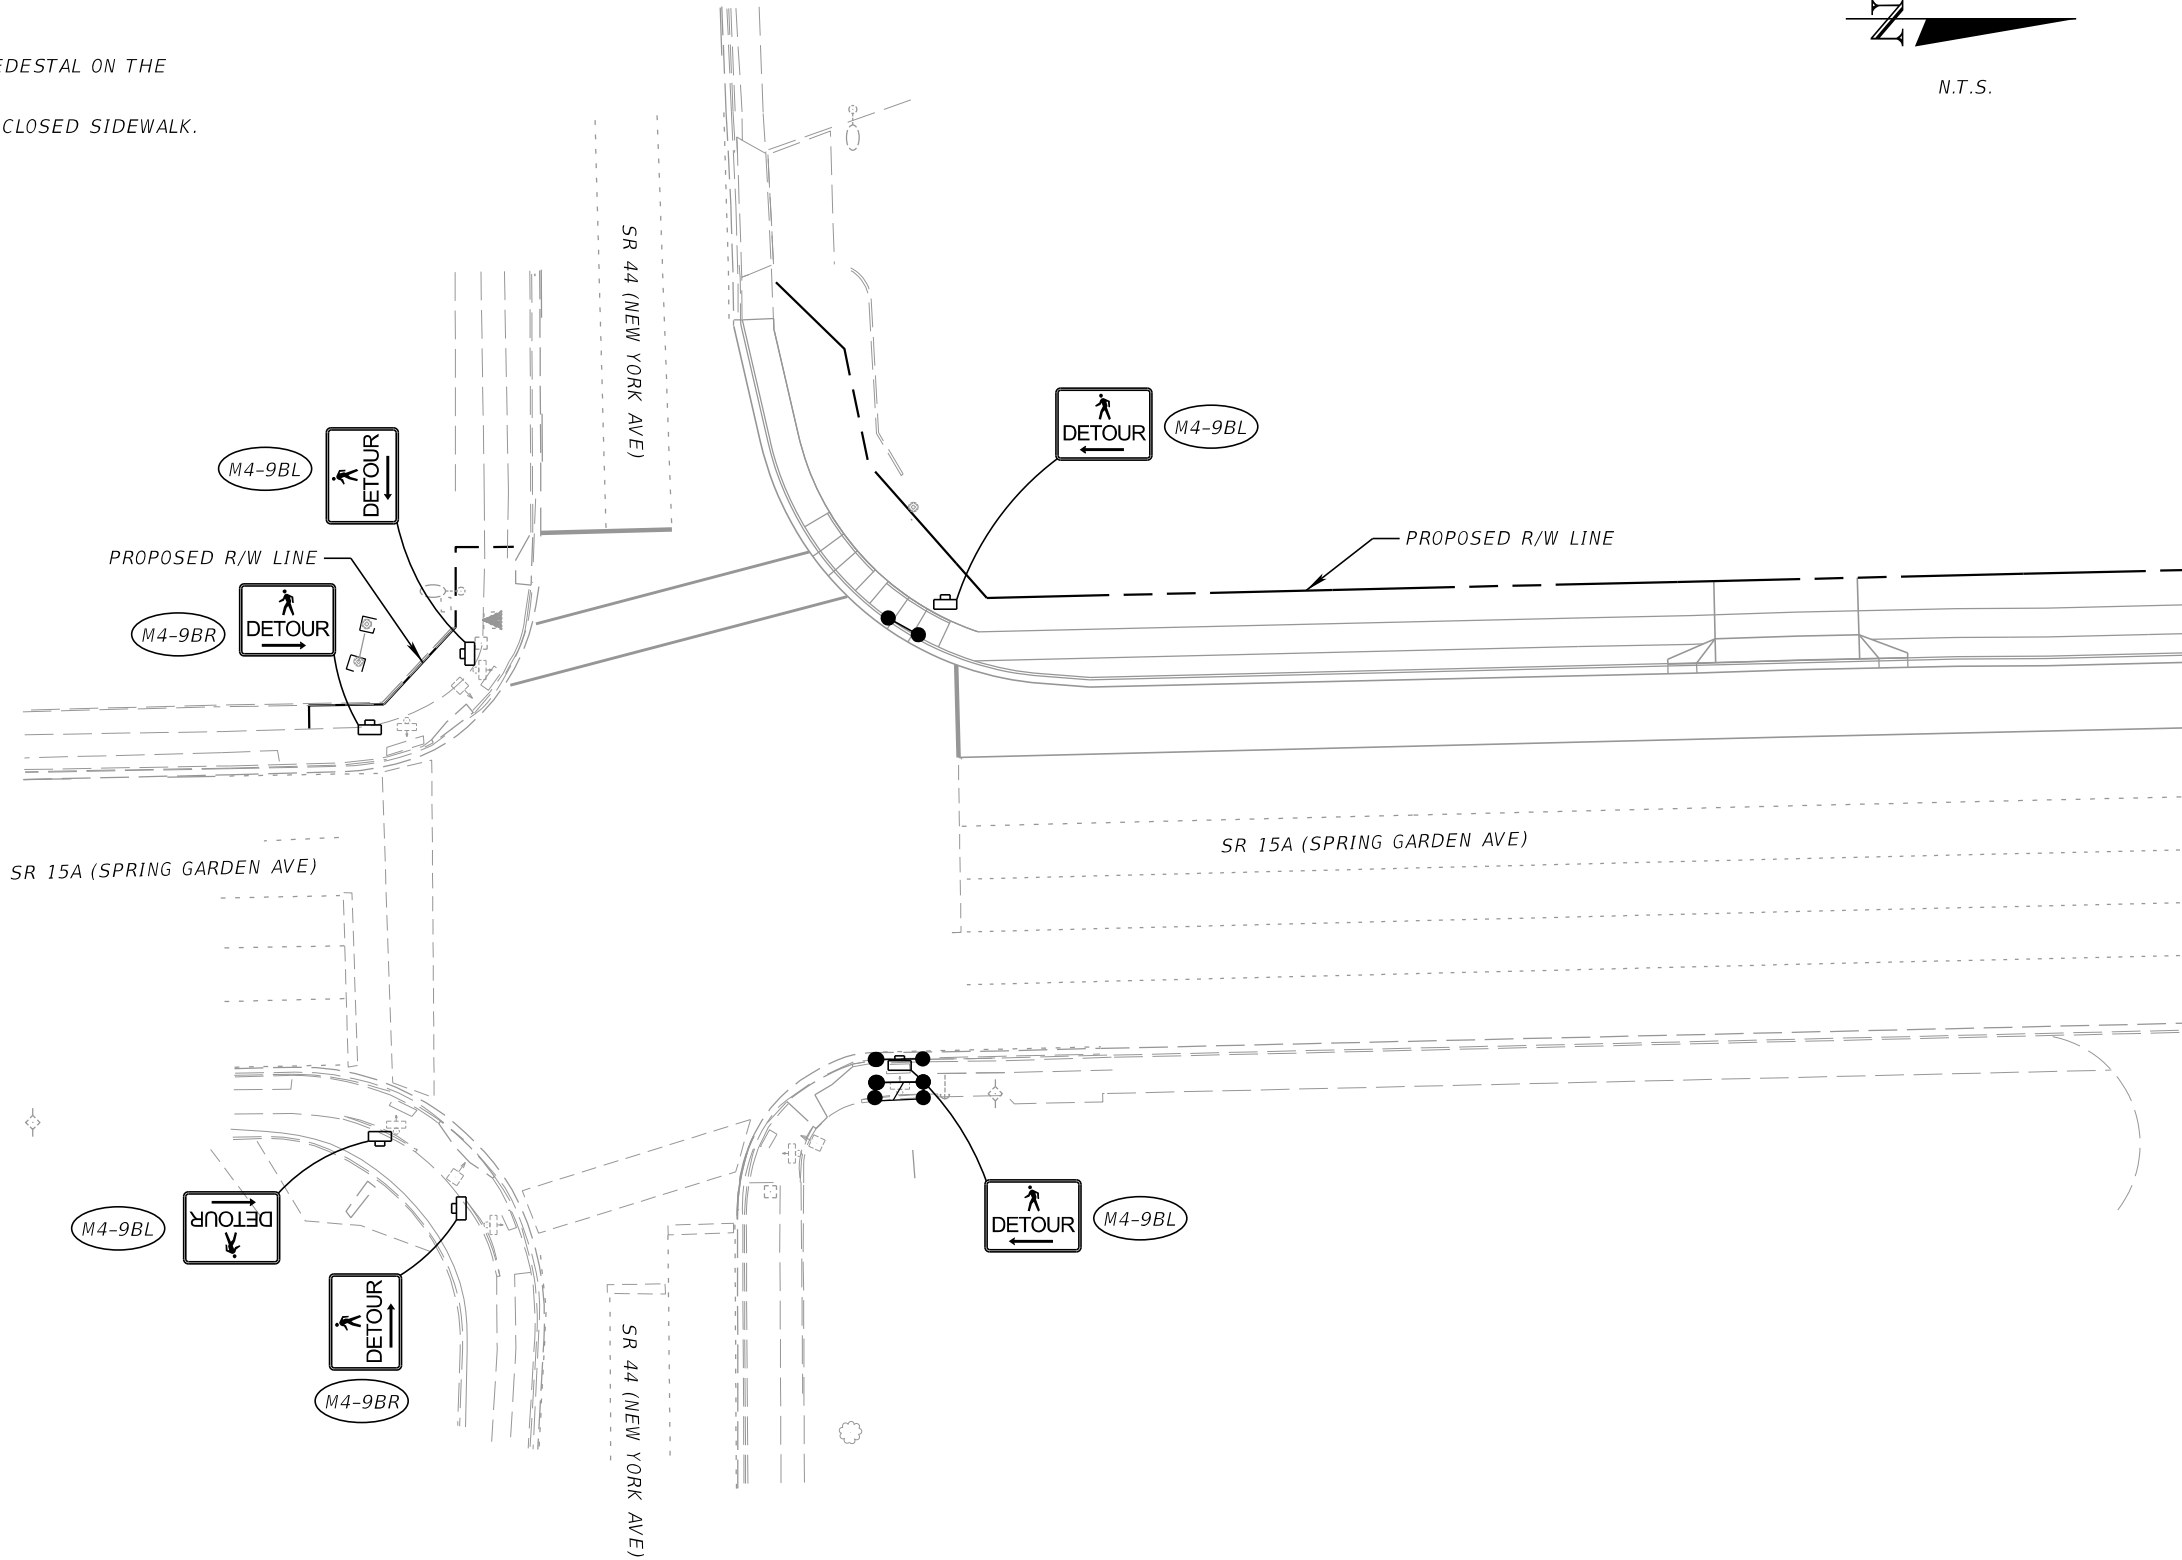 N
N.T.S.
EDESTAL ON THE
CLOSED SIDEWALK.
SR 44 (NEW YORK AVE)
DETOUR
M4-9BL
M4-9BL
DETOUR
PROPOSED R/W LINE
PROPOSED R/W LINE
DETOUR
M4-9BR
SR 15A (SPRING GARDEN AVE)
SR 15A (SPRING GARDEN AVE)
M4-9BL
DETOUR
DETOUR
M4-9BL
DETOUR
M4-9BR
SR 44 (NEW YORK AVE)